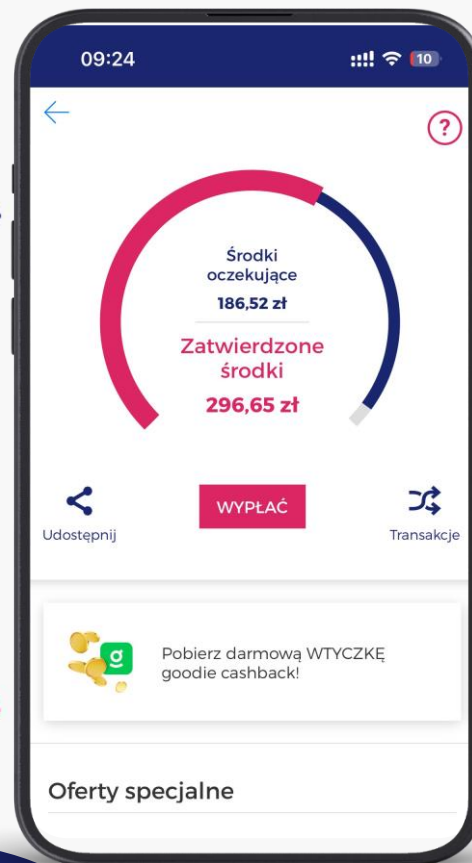 09:24
10
?
Środki
oczekujące
186,52 zł
Zatwierdzone
środki
296,65 zł
Udostępnij
WYPŁAĆ
Transakcje
g
Pobierz darmową WTYCZKĘ
goodie cashback!
Oferty specjalne